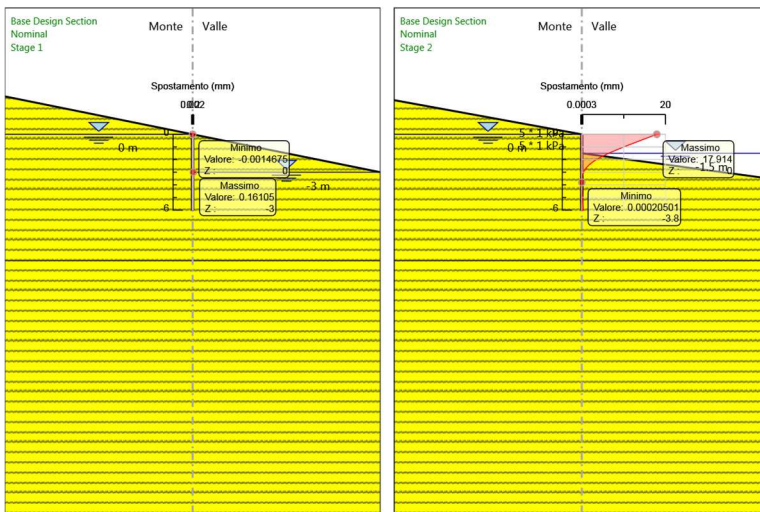 Base Design Section
Nominal
Stage 1
Monte
Valle
Spostamento (mm)
0
0 m
Minimo
Valore: -0.0014675
Z : 0
Massimo
Valore: 0.16105
Z : -3
-3 m
-6
Base Design Section
Nominal
Stage 2
Monte
Valle
Spostamento (mm)
0.0003
20
5 * 1 kPa
5 * 1 kPa
0 m
Massimo
Valore: 17.914
Z : 0
-1.5 m
Minimo
Valore: 0.00020501
Z : -3.8
-6